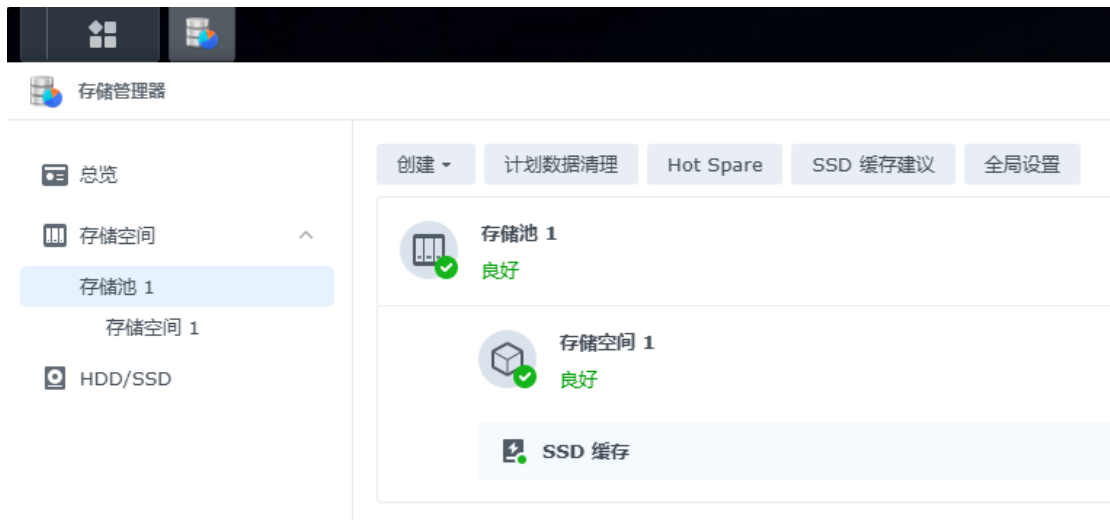 存储管理器
总览
存储空间
存储池 1
存储空间 1
HDD/SSD
创建 计划数据清理 Hot Spare SSD 缓存建议 全局设置
存储池 1
良好
存储空间 1
良好
SSD 缓存